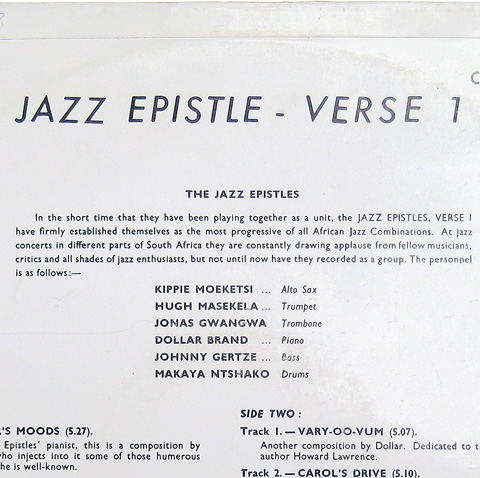 JAZZ EPISTLE - VERSE 1
THE JAZZ EPISTLES
In the short time that they have been playing together as a unit, the JAZZ EPISTLES, VERSE I
have firmly established themselves as the most progressive of all African Jazz Combinations. At jazz
concerts in different parts of South Africa they are constantly drawing applause from fellow musicians,
critics and all shades of jazz enthusiasts, but not until now have they recorded as a group. The personnel
is as follows:—
KIPPIE MOEKETSI ... Alto Sax
HUGH MASEKELA ... Trumpet
JONAS GWANGWA Trombone
DOLLAR BRAND ... Piano
JOHNNY GERTZE ... Bass
MAKAYA NTSHAKO Drums
'S MOODS (5.27).
Epistles' pianist, this is a composition by
who injects into it some of those humerous
he is well-known.
SIDE TWO :
Track 1. — VARY-OO-VUM (5.07).
Another composition by Dollar. Dedicated to
author Howard Lawrence.
Track 2. — CAROL'S DRIVE (5.10).